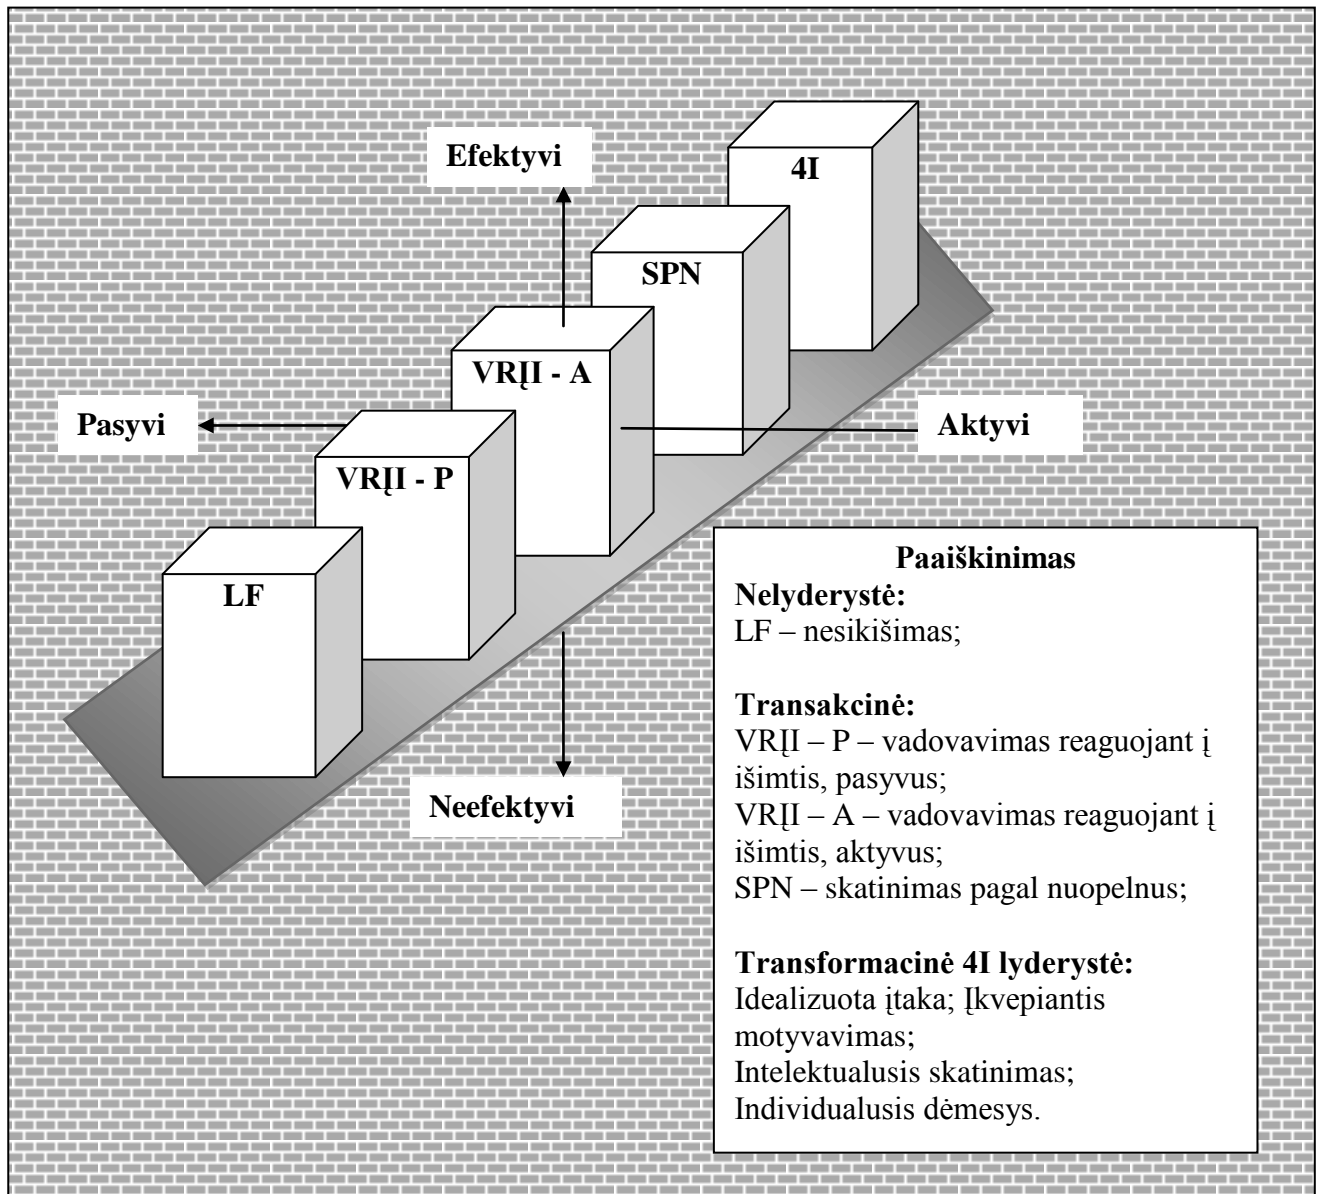 4I
Efektyvi
SPN
VRĮI - A
Pasyvi
Aktyvi
VRĮI - P
LF
Neefektyvi
Paaiškinimas
Nelyderystė:
LF – nesikišimas;
Transakcinė:
VRĮI – P – vadovavimas reaguojant į
išimtis, pasyvus;
VRĮI – A – vadovavimas reaguojant į
išimtis, aktyvus;
SPN – skatinimas pagal nuopelnus;
Transformacinė 4I lyderystė:
Idealizuota įtaka; Įkvepiantis
motyvavimas;
Intelektualusis skatinimas;
Individualusis dėmesys.